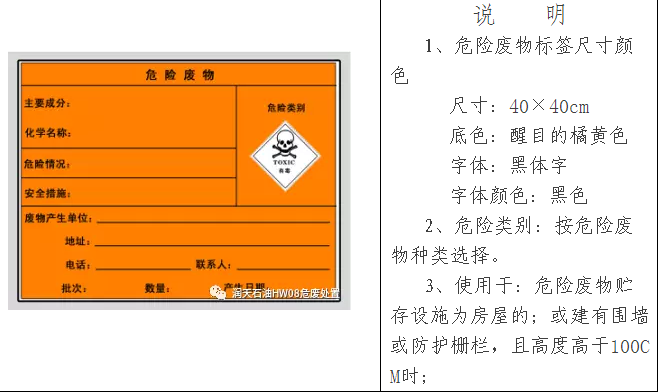 危险废物
主要成分：
化学名称：
危险情况：
安全措施：
危险类别
TOXIC
有毒
废物产生单位：
地址：
电话：
联系人：
批次：
数量：
产生日期
润天石油HW08危废处置
说 明
1、危险废物标签尺寸颜
色
尺寸：40×40cm
底色：醒目的橘黄色
字体：黑体字
字体颜色：黑色
2、危险类别：按危险废
物种类选择。
3、使用于：危险废物贮
存设施为房屋的；或建有围墙
或防护栅栏，且高度高于100C
M时；